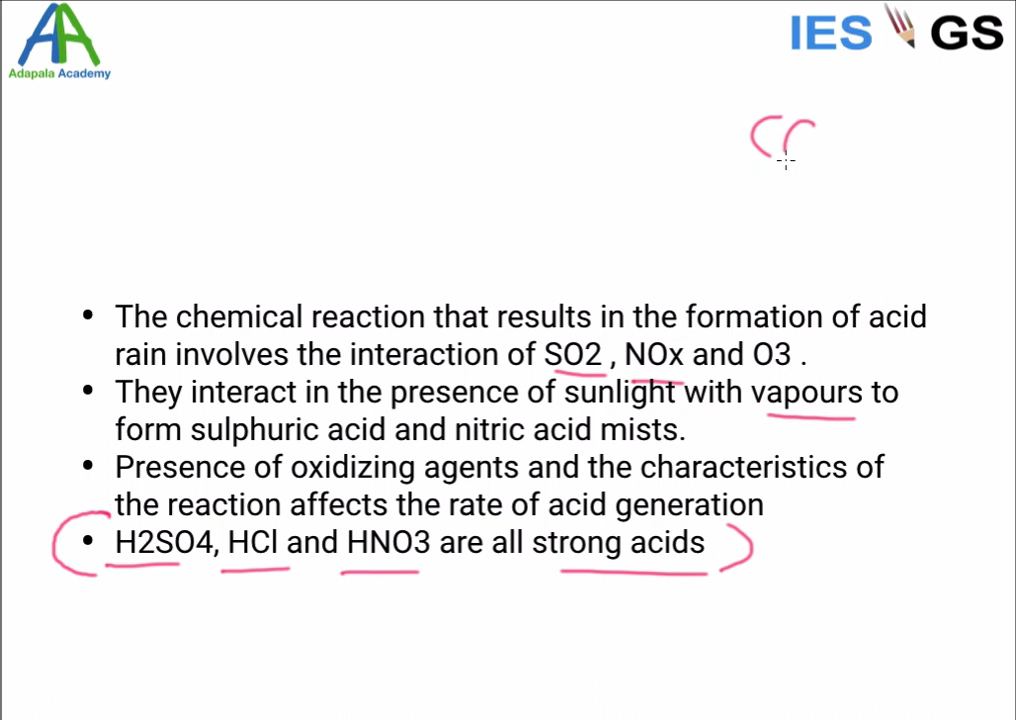 Adapala Academy
IES GS
• The chemical reaction that results in the formation of acid
rain involves the interaction of SO2 , NOx and O3 .
• They interact in the presence of sunlight with vapours to
form sulphuric acid and nitric acid mists.
• Presence of oxidizing agents and the characteristics of
the reaction affects the rate of acid generation
• H2SO4, HCl and HNO3 are all strong acids